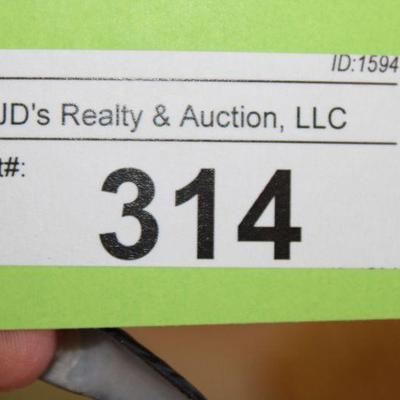 ID:1594
JD's Realty & Auction, LLC
t#:
314